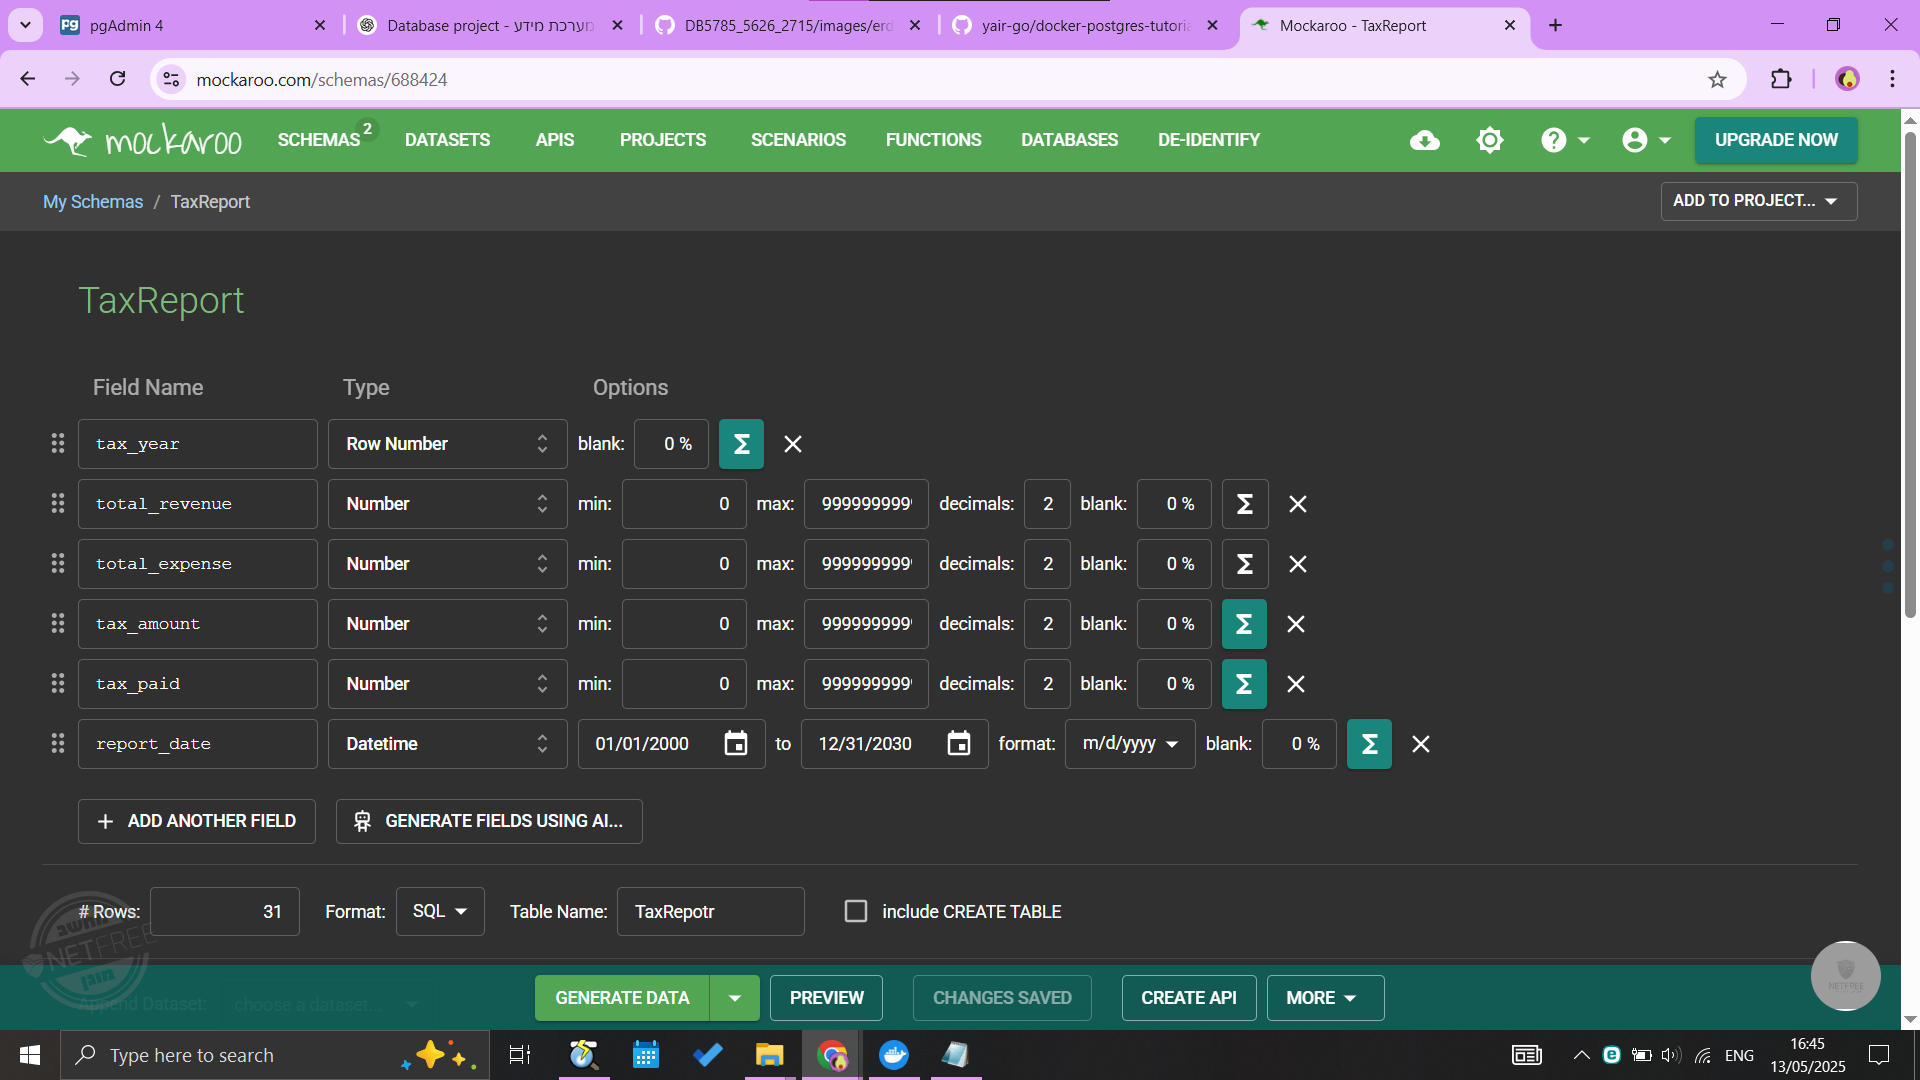 pgAdmin 4
Database project - מערכת מידע
DB5785_5626_2715/images/erd
yair-go/docker-postgres-tutoria
Mockaroo - TaxReport
mockaroo.com/schemas/688424
mockaroo
SCHEMAS 2
DATASETS
APIS
PROJECTS
SCENARIOS
FUNCTIONS
DATABASES
DE-IDENTIFY
UPGRADE NOW
My Schemas / TaxReport
ADD TO PROJECT...
TaxReport
Field Name Type Options
tax_year Row Number blank: 0 % Σ
total_revenue Number min: 0 max: 9999999999 decimals: 2 blank: 0 % Σ
total_expense Number min: 0 max: 9999999999 decimals: 2 blank: 0 % Σ
tax_amount Number min: 0 max: 9999999999 decimals: 2 blank: 0 % Σ
tax_paid Number min: 0 max: 9999999999 decimals: 2 blank: 0 % Σ
report_date Datetime 01/01/2000 to 12/31/2030 format: m/d/yyyy blank: 0 % Σ
+ ADD ANOTHER FIELD
GENERATE FIELDS USING AI...
# Rows: 31 Format: SQL Table Name: TaxRepotr include CREATE TABLE
NETFREE
מוגן
Append Dataset: choose a dataset...
GENERATE DATA
PREVIEW
CHANGES SAVED
CREATE API
MORE
NETFREE
Type here to search
ENG
16:45
13/05/2025